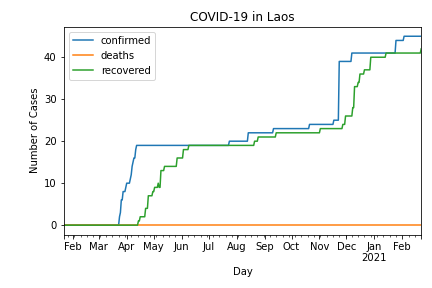 COVID-19 in Laos
confirmed
deaths
recovered
Number of Cases
40
30
20
10
0
Feb Mar Apr May Jun Jul Aug Sep Oct Nov Dec Jan Feb
2021
Day